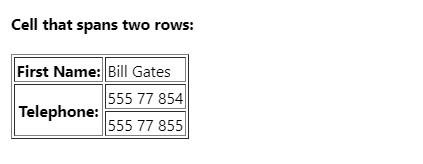 Cell that spans two rows:
First Name: Bill Gates
Telephone: 555 77 854
555 77 855